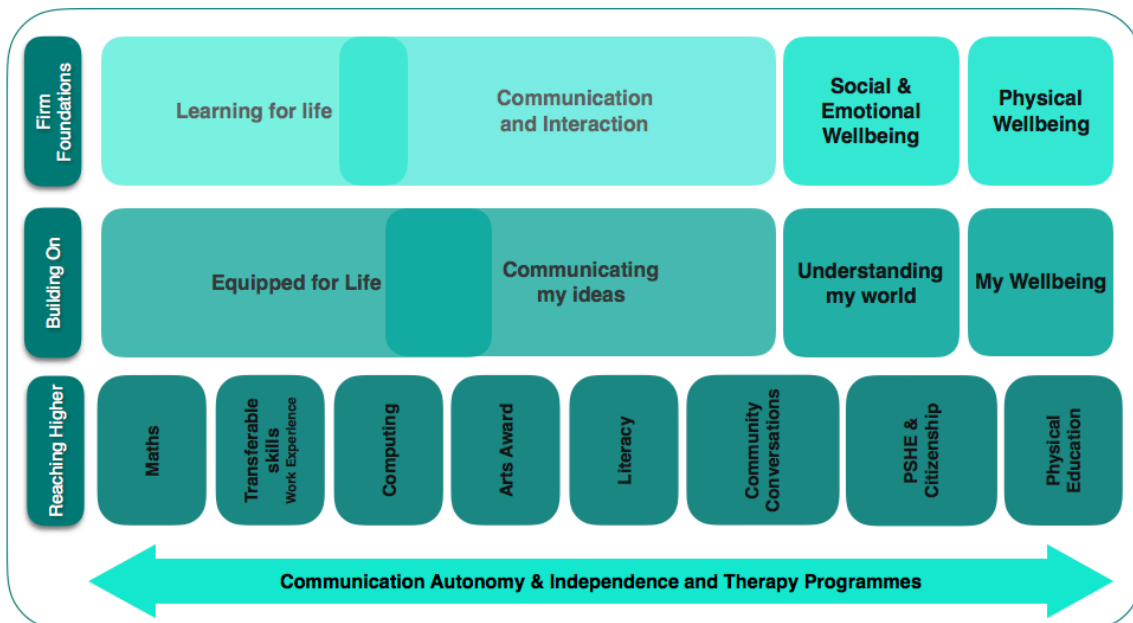 Firm
Foundations
Learning for life
Communication
and Interaction
Social &
Emotional
Wellbeing
Physical
Wellbeing
Building On
Equipped for Life
Communicating
my ideas
Understanding
my world
My Wellbeing
Reaching Higher
Maths
Transferable
skills
Work Experience
Computing
Arts Award
Literacy
Community
Conversations
PSHE &
Citizenship
Physical
Education
Communication Autonomy & Independence and Therapy Programmes